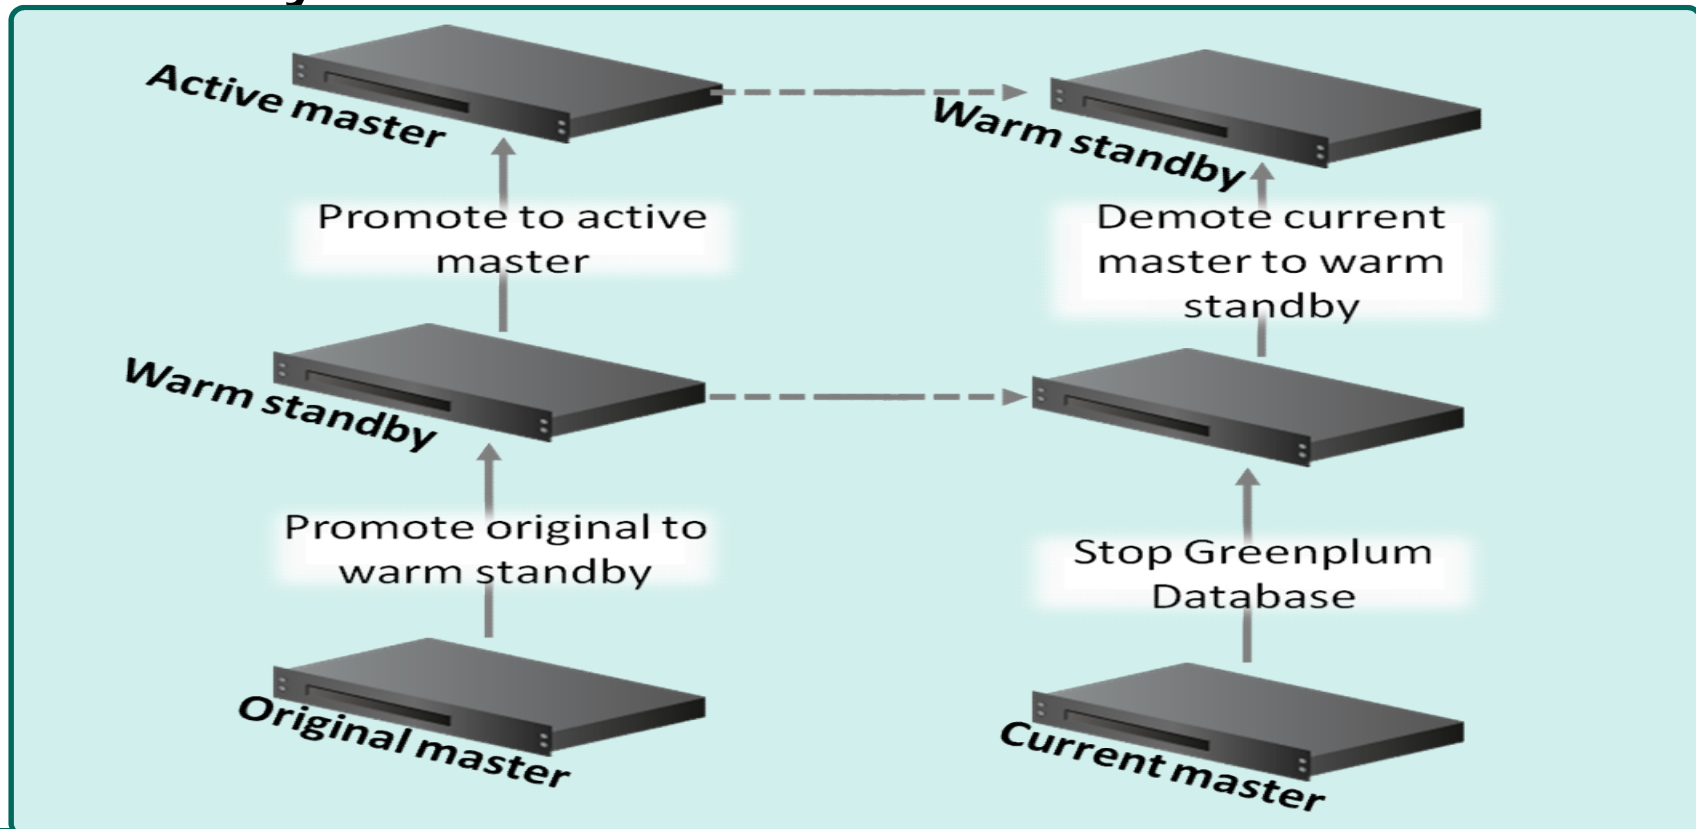 Active master
Warm standby
Promote to active
master
Demote current
master to warm
standby
Warm standby
Promote original to
warm standby
Stop Greenplum
Database
Original master
Current master